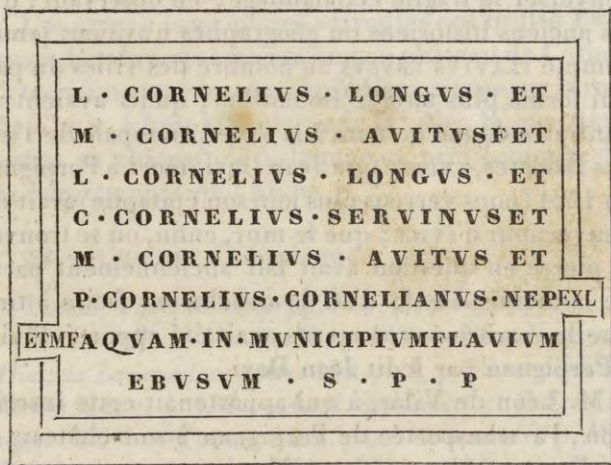 L · CORNELIVS · LONGVS · ET
M · CORNELIVS · AVITVSFET
L · CORNELIVS · LONGVS · ET
C · CORNELIVS · SERVINVSET
M · CORNELIVS · AVITVS ET
P · CORNELIVS · CORNELIANVS · NEPEXL
ETMFAQVAM · IN · MVNICIPIVMFLAVIVM
EBVSVM · S · P · P